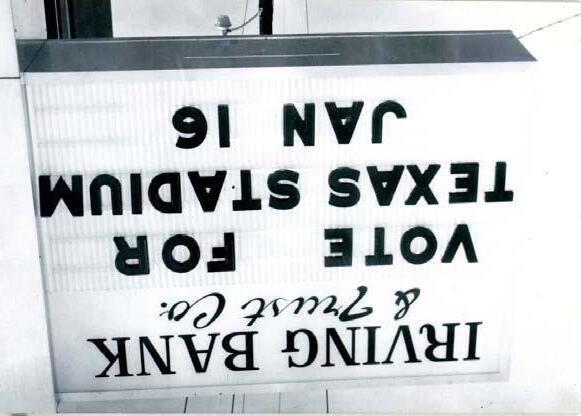 IRVING BANK
& Trust Co.
VOTE FOR
TEXAS STADIUM
JAN 16